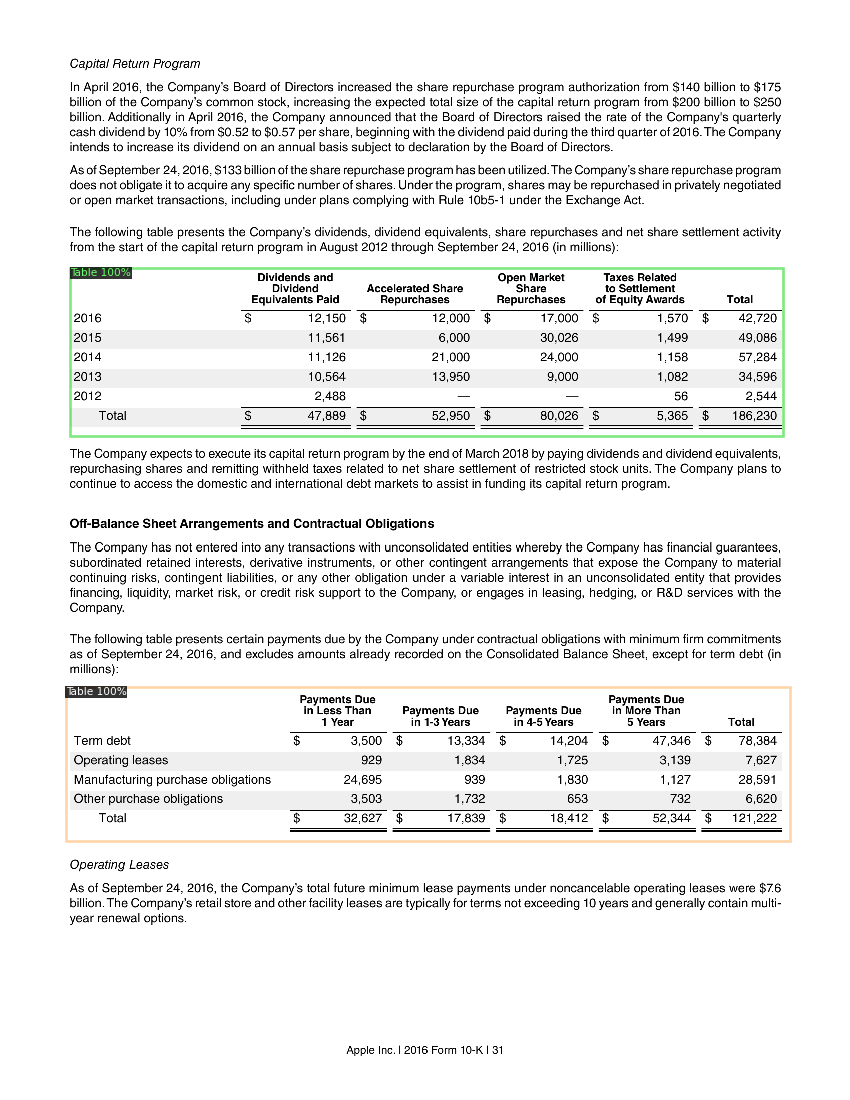 Capital Return Program
In April 2016, the Company's Board of Directors increased the share repurchase program authorization from $140 billion to $175
billion of the Company's common stock, increasing the expected total size of the capital return program from $200 billion to $250
billion. Additionally in April 2016, the Company announced that the Board of Directors raised the rate of the Company's quarterly
cash dividend by 10% from $0.52 to $0.57 per share, beginning with the dividend paid during the third quarter of 2016. The Company
intends to increase its dividend on an annual basis subject to declaration by the Board of Directors.
As of September 24, 2016, $133 billion of the share repurchase program has been utilized. The Company's share repurchase program
does not obligate it to acquire any specific number of shares. Under the program, shares may be repurchased in privately negotiated
or open market transactions, including under plans complying with Rule 10b5-1 under the Exchange Act.
The following table presents the Company's dividends, dividend equivalents, share repurchases and net share settlement activity
from the start of the capital return program in August 2012 through September 24, 2016 (in millions):
Table 100%
Dividends and Dividend Equivalents Paid Accelerated Share Repurchases Open Market Share Repurchases Taxes Related to Settlement of Equity Awards Total
2016 $ 12,150 $ 12,000 $ 17,000 $ 1,570 $ 42,720
2015 11,561 6,000 30,026 1,499 49,086
2014 11,126 21,000 24,000 1,158 57,284
2013 10,564 13,950 9,000 1,082 34,596
2012 2,488 — — 56 2,544
Total $ 47,889 $ 52,950 $ 80,026 $ 5,365 $ 186,230
The Company expects to execute its capital return program by the end of March 2018 by paying dividends and dividend equivalents,
repurchasing shares and remitting withheld taxes related to net share settlement of restricted stock units. The Company plans to
continue to access the domestic and international debt markets to assist in funding its capital return program.
Off-Balance Sheet Arrangements and Contractual Obligations
The Company has not entered into any transactions with unconsolidated entities whereby the Company has financial guarantees,
subordinated retained interests, derivative instruments, or other contingent arrangements that expose the Company to material
continuing risks, contingent liabilities, or any other obligation under a variable interest in an unconsolidated entity that provides
financing, liquidity, market risk, or credit risk support to the Company, or engages in leasing, hedging, or R&D services with the
Company.
The following table presents certain payments due by the Company under contractual obligations with minimum firm commitments
as of September 24, 2016, and excludes amounts already recorded on the Consolidated Balance Sheet, except for term debt (in
millions):
Table 100%
Payments Due in Less Than 1 Year Payments Due in 1-3 Years Payments Due in 4-5 Years Payments Due in More Than 5 Years Total
Term debt $ 3,500 $ 13,334 $ 14,204 $ 47,346 $ 78,384
Operating leases 929 1,834 1,725 3,139 7,627
Manufacturing purchase obligations 24,695 939 1,830 1,127 28,591
Other purchase obligations 3,503 1,732 653 732 6,620
Total $ 32,627 $ 17,839 $ 18,412 $ 52,344 $ 121,222
Operating Leases
As of September 24, 2016, the Company's total future minimum lease payments under noncancelable operating leases were $7.6
billion. The Company's retail store and other facility leases are typically for terms not exceeding 10 years and generally contain multi-
year renewal options.
Apple Inc. | 2016 Form 10-K | 31